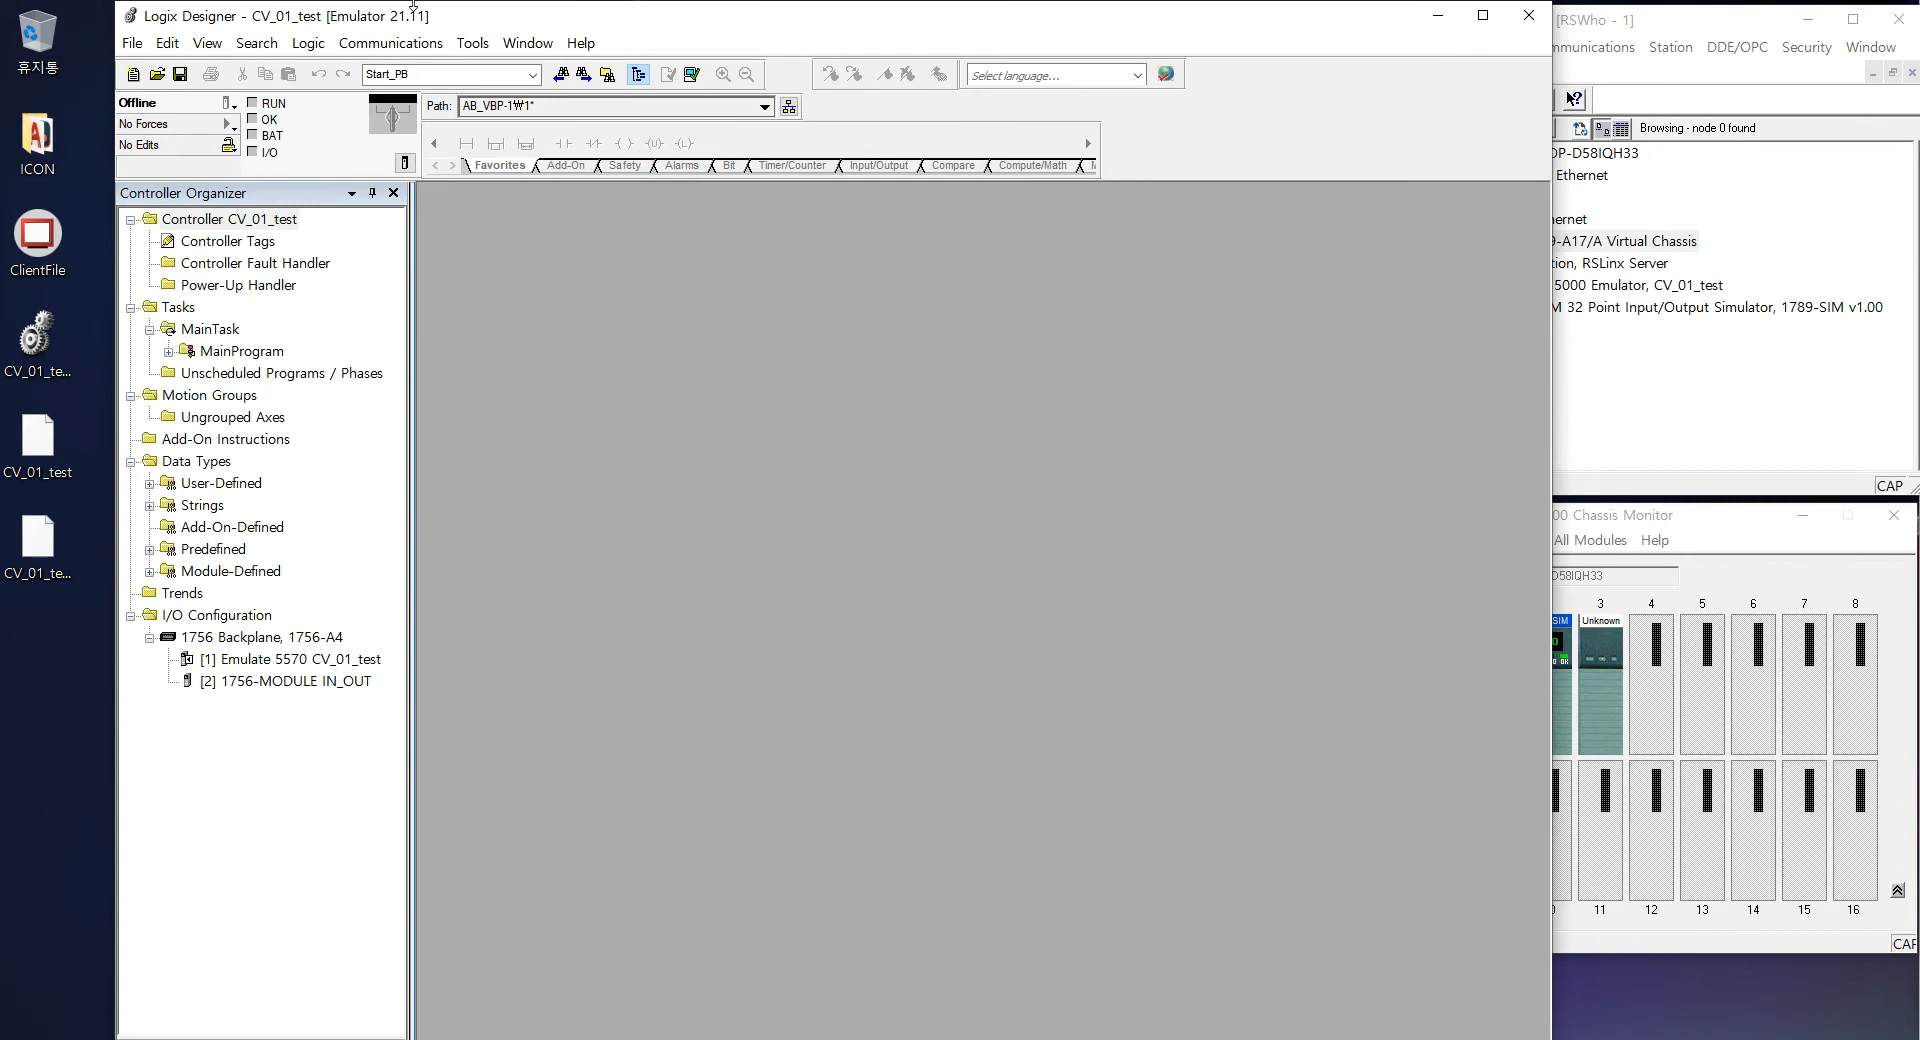 휴지통
ICON
ClientFile
CV_01_te...
CV_01_test
CV_01_te...
Logix Designer - CV_01_test [Emulator 21.11]
File Edit View Search Logic Communications Tools Window Help
Start_PB
Select language...
Offline
No Forces
No Edits
RUN
OK
BAT
I/O
Path: AB_VBP-1₩1*
Favorites Add-On Safety Alarms Bit Timer/Counter Input/Output Compare Compute/Math
Controller Organizer
Controller CV_01_test
Controller Tags
Controller Fault Handler
Power-Up Handler
Tasks
MainTask
MainProgram
Unscheduled Programs / Phases
Motion Groups
Ungrouped Axes
Add-On Instructions
Data Types
User-Defined
Strings
Add-On-Defined
Predefined
Module-Defined
Trends
I/O Configuration
1756 Backplane, 1756-A4
[1] Emulate 5570 CV_01_test
[2] 1756-MODULE IN_OUT
[RSWho - 1]
mmunications Station DDE/OPC Security Window
Browsing - node 0 found
OP-D58IQH33
Ethernet
hernet
9-A17/A Virtual Chassis
tion, RSLinx Server
5000 Emulator, CV_01_test
M 32 Point Input/Output Simulator, 1789-SIM v1.00
CAP
00 Chassis Monitor
All Modules Help
D58IQH33
3 4 5 6 7 8
SIM Unknown
OK
11 12 13 14 15 16
CAP